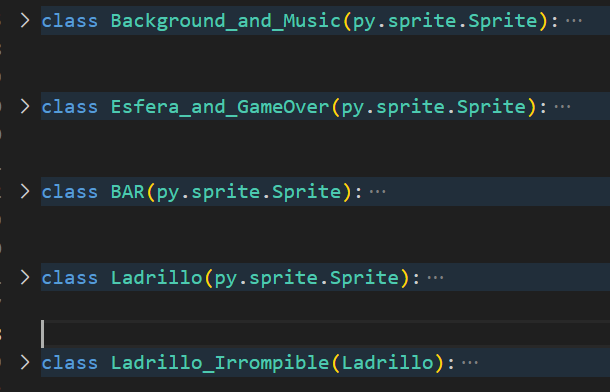 class Background_and_Music(py.sprite.Sprite):···
class Esfera_and_GameOver(py.sprite.Sprite):···
class BAR(py.sprite.Sprite):···
class Ladrillo(py.sprite.Sprite):···
class Ladrillo_Irrompible(Ladrillo):···